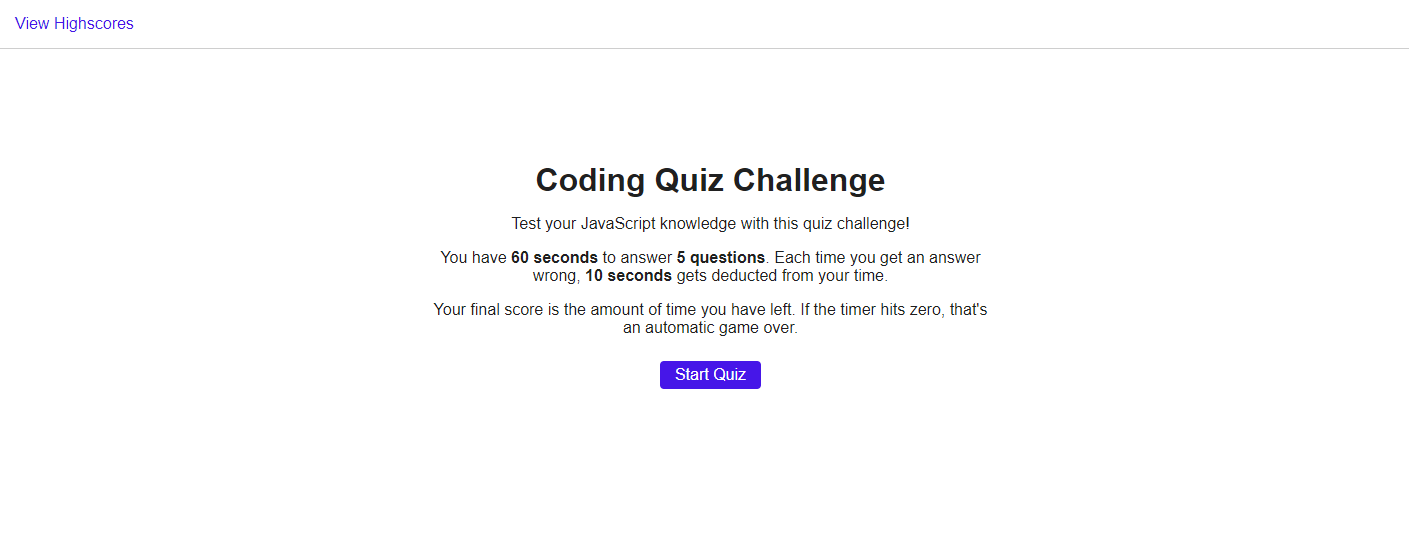 View Highscores
Coding Quiz Challenge
Test your JavaScript knowledge with this quiz challenge!
You have 60 seconds to answer 5 questions. Each time you get an answer
wrong, 10 seconds gets deducted from your time.
Your final score is the amount of time you have left. If the timer hits zero, that's
an automatic game over.
Start Quiz